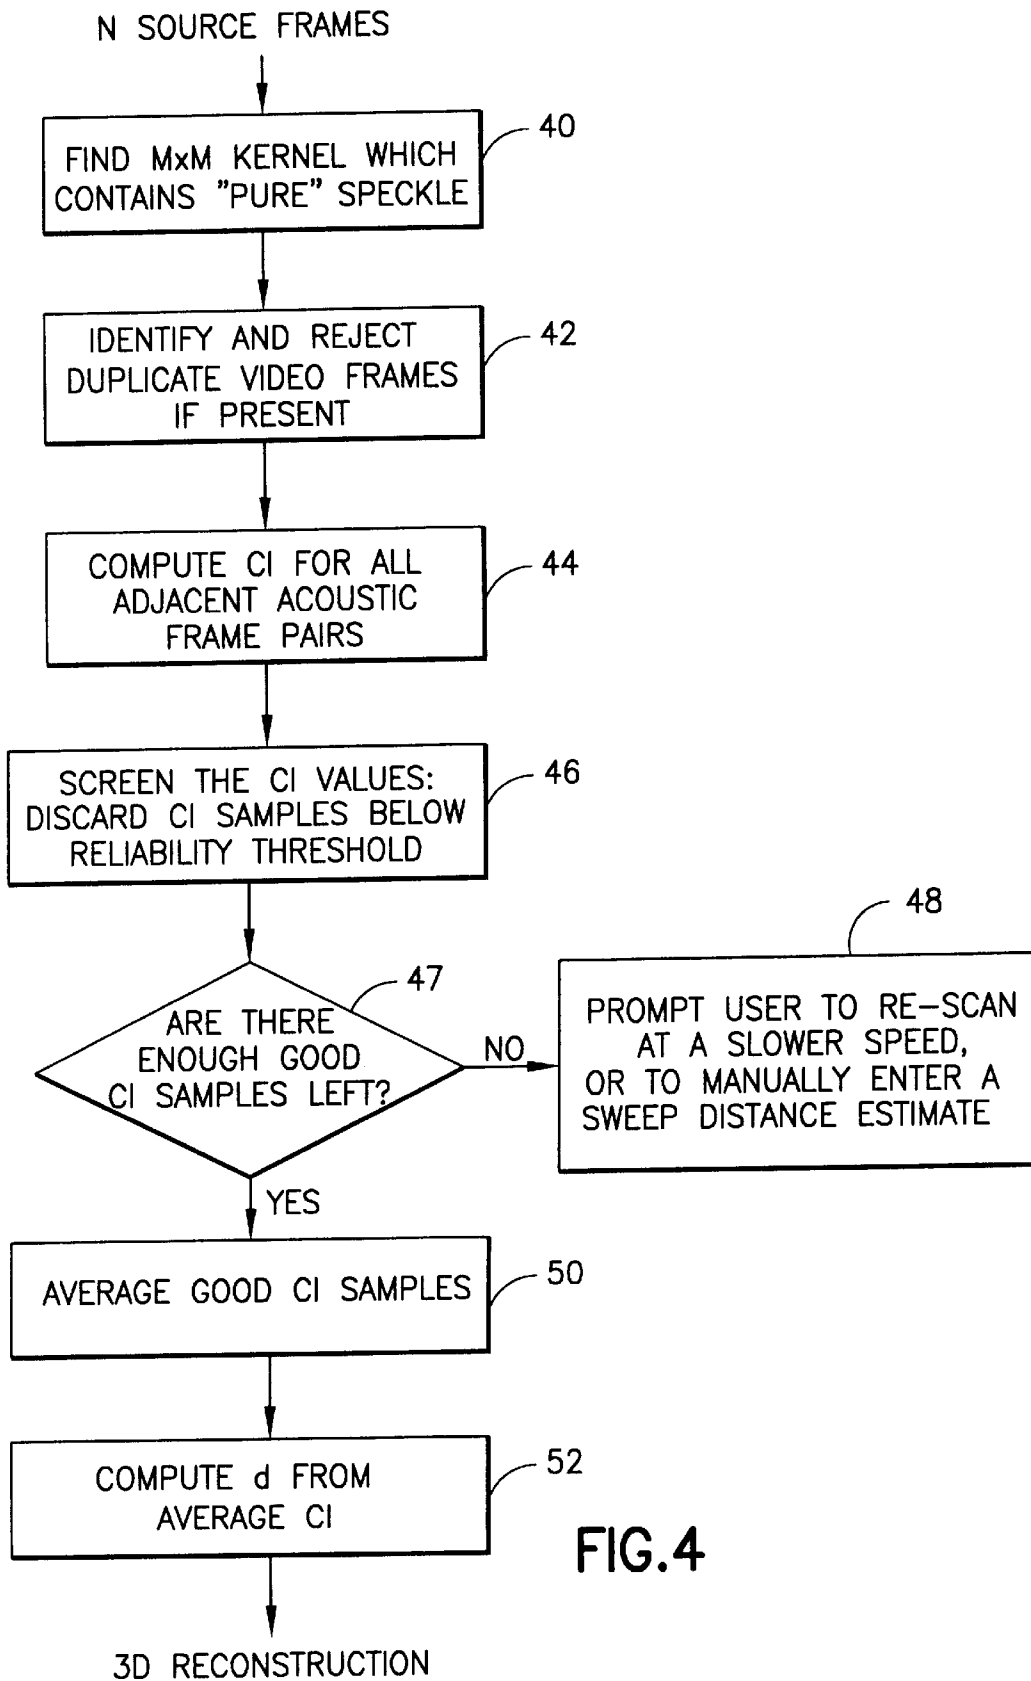 N SOURCE FRAMES
40
FIND MxM KERNEL WHICH
CONTAINS "PURE" SPECKLE
42
IDENTIFY AND REJECT
DUPLICATE VIDEO FRAMES
IF PRESENT
44
COMPUTE CI FOR ALL
ADJACENT ACOUSTIC
FRAME PAIRS
46
SCREEN THE CI VALUES:
DISCARD CI SAMPLES BELOW
RELIABILITY THRESHOLD
47
ARE THERE
ENOUGH GOOD
CI SAMPLES LEFT?
NO
48
PROMPT USER TO RE-SCAN
AT A SLOWER SPEED,
OR TO MANUALLY ENTER A
SWEEP DISTANCE ESTIMATE
YES
50
AVERAGE GOOD CI SAMPLES
52
COMPUTE d FROM
AVERAGE CI
FIG.4
3D RECONSTRUCTION